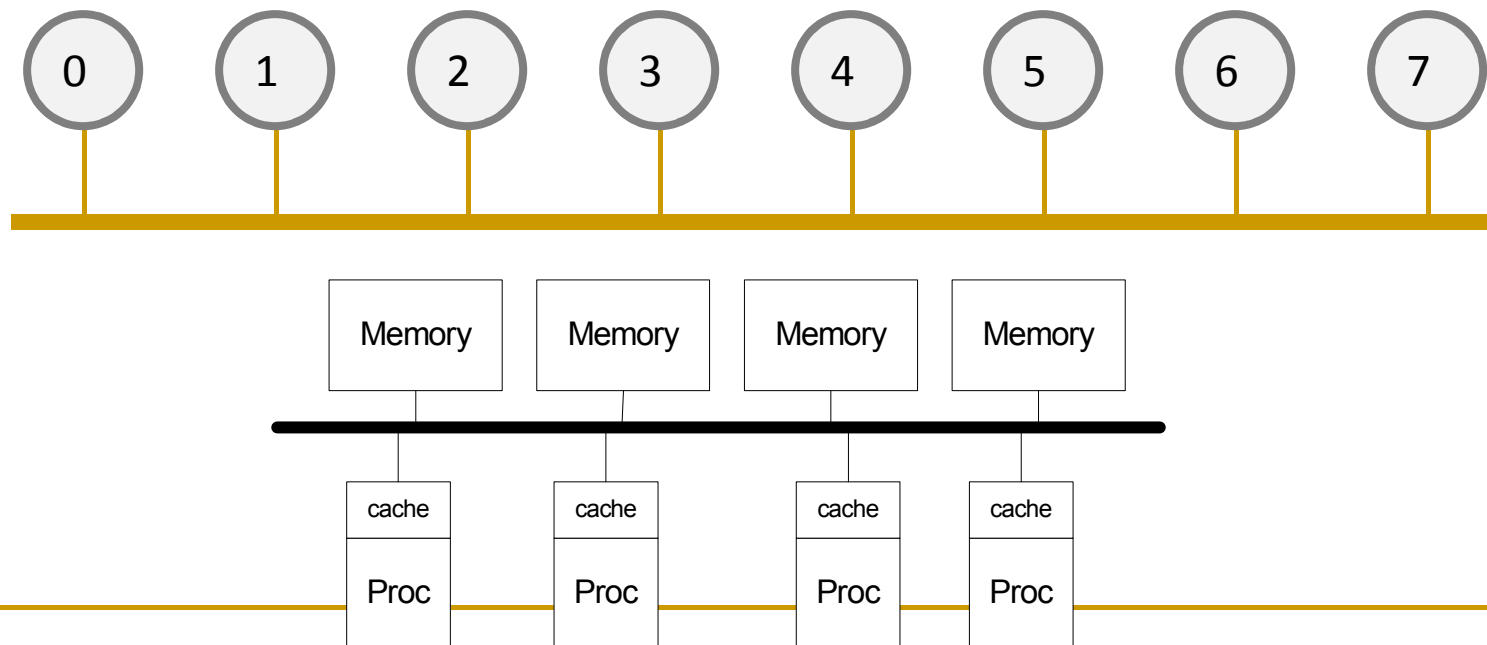 0 1 2 3 4 5 6 7
Memory Memory Memory Memory
cache cache cache cache
Proc Proc Proc Proc